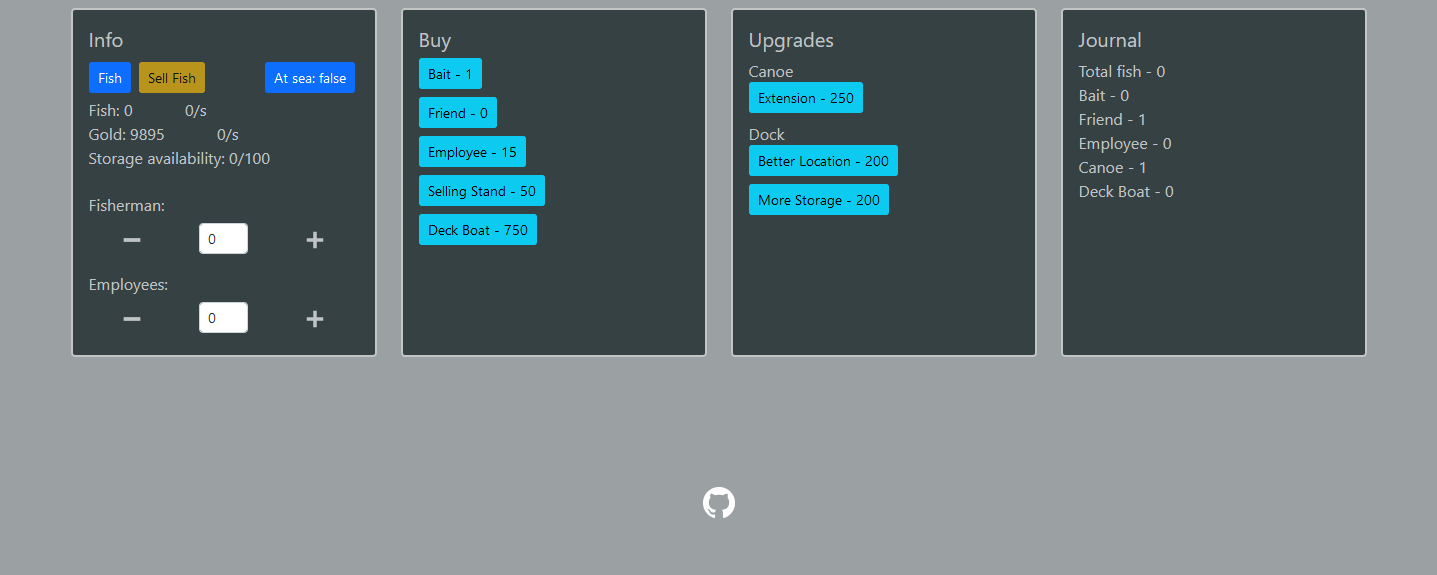 Info
Fish Sell Fish At sea: false
Fish: 0 0/s
Gold: 9895 0/s
Storage availability: 0/100
Fisherman:
− 0 +
Employees:
− 0 +
Buy
Bait - 1
Friend - 0
Employee - 15
Selling Stand - 50
Deck Boat - 750
Upgrades
Canoe
Extension - 250
Dock
Better Location - 200
More Storage - 200
Journal
Total fish - 0
Bait - 0
Friend - 1
Employee - 0
Canoe - 1
Deck Boat - 0